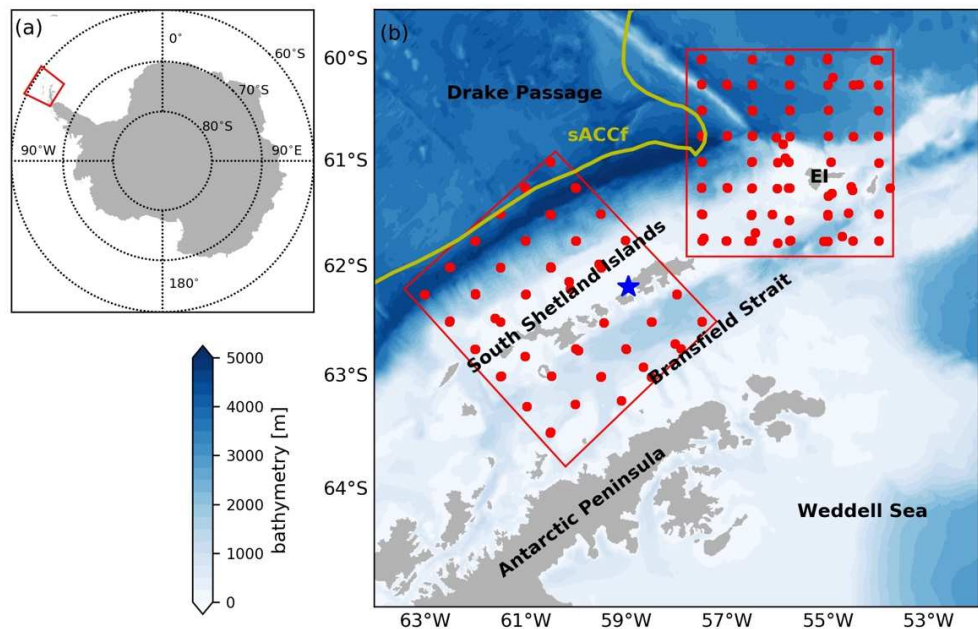 (a)
0°
-60°S
-70°S
-80°S
90°W
90°E
180°
5000
4000
3000
2000
1000
0
bathymetry [m]
(b)
60°S
61°S
62°S
63°S
64°S
Drake Passage
sACCf
EI
South Shetland Islands
Bransfield Strait
Antarctic Peninsula
Weddell Sea
63°W
61°W
59°W
57°W
55°W
53°W